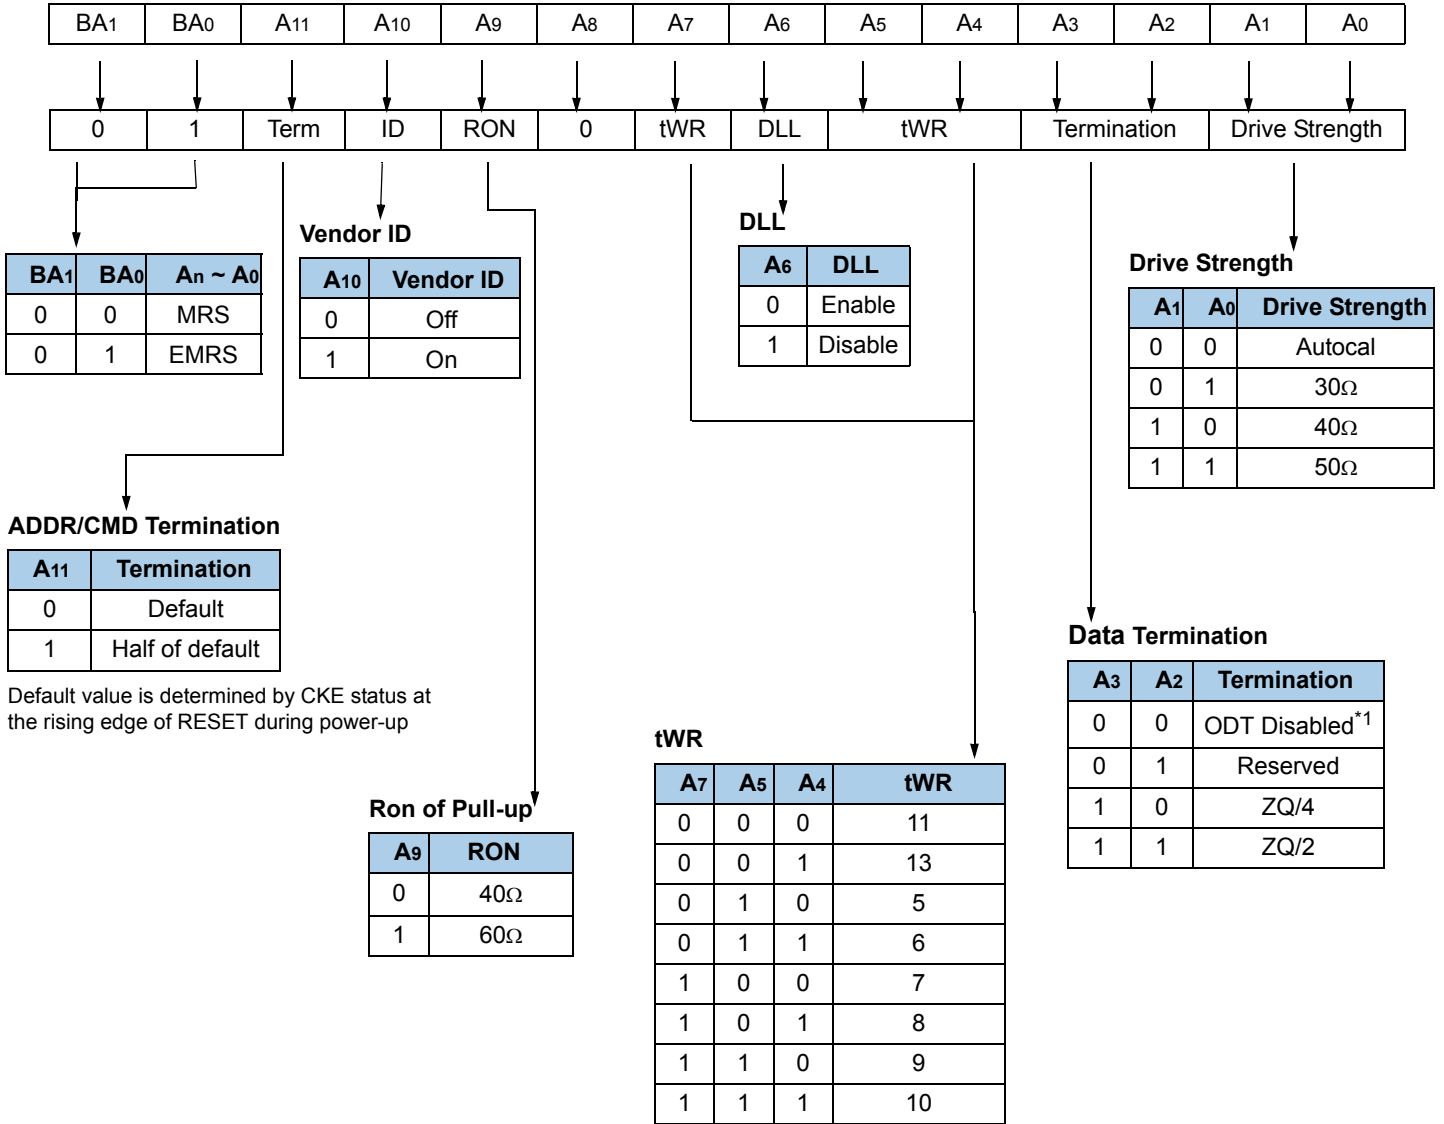 BA1 BA0 A11 A10 A9 A8 A7 A6 A5 A4 A3 A2 A1 A0
0 1 Term ID RON 0 tWR DLL tWR Termination Drive Strength
BA1 BA0 An ~ A0
0 0 MRS
0 1 EMRS
Vendor ID
A10 Vendor ID
0 Off
1 On
DLL
A6 DLL
0 Enable
1 Disable
Drive Strength
A1 A0 Drive Strength
0 0 Autocal
0 1 30Ω
1 0 40Ω
1 1 50Ω
ADDR/CMD Termination
A11 Termination
0 Default
1 Half of default
Default value is determined by CKE status at
the rising edge of RESET during power-up
Ron of Pull-up
A9 RON
0 40Ω
1 60Ω
tWR
A7 A5 A4 tWR
0 0 0 11
0 0 1 13
0 1 0 5
0 1 1 6
1 0 0 7
1 0 1 8
1 1 0 9
1 1 1 10
Data Termination
A3 A2 Termination
0 0 ODT Disabled*1
0 1 Reserved
1 0 ZQ/4
1 1 ZQ/2